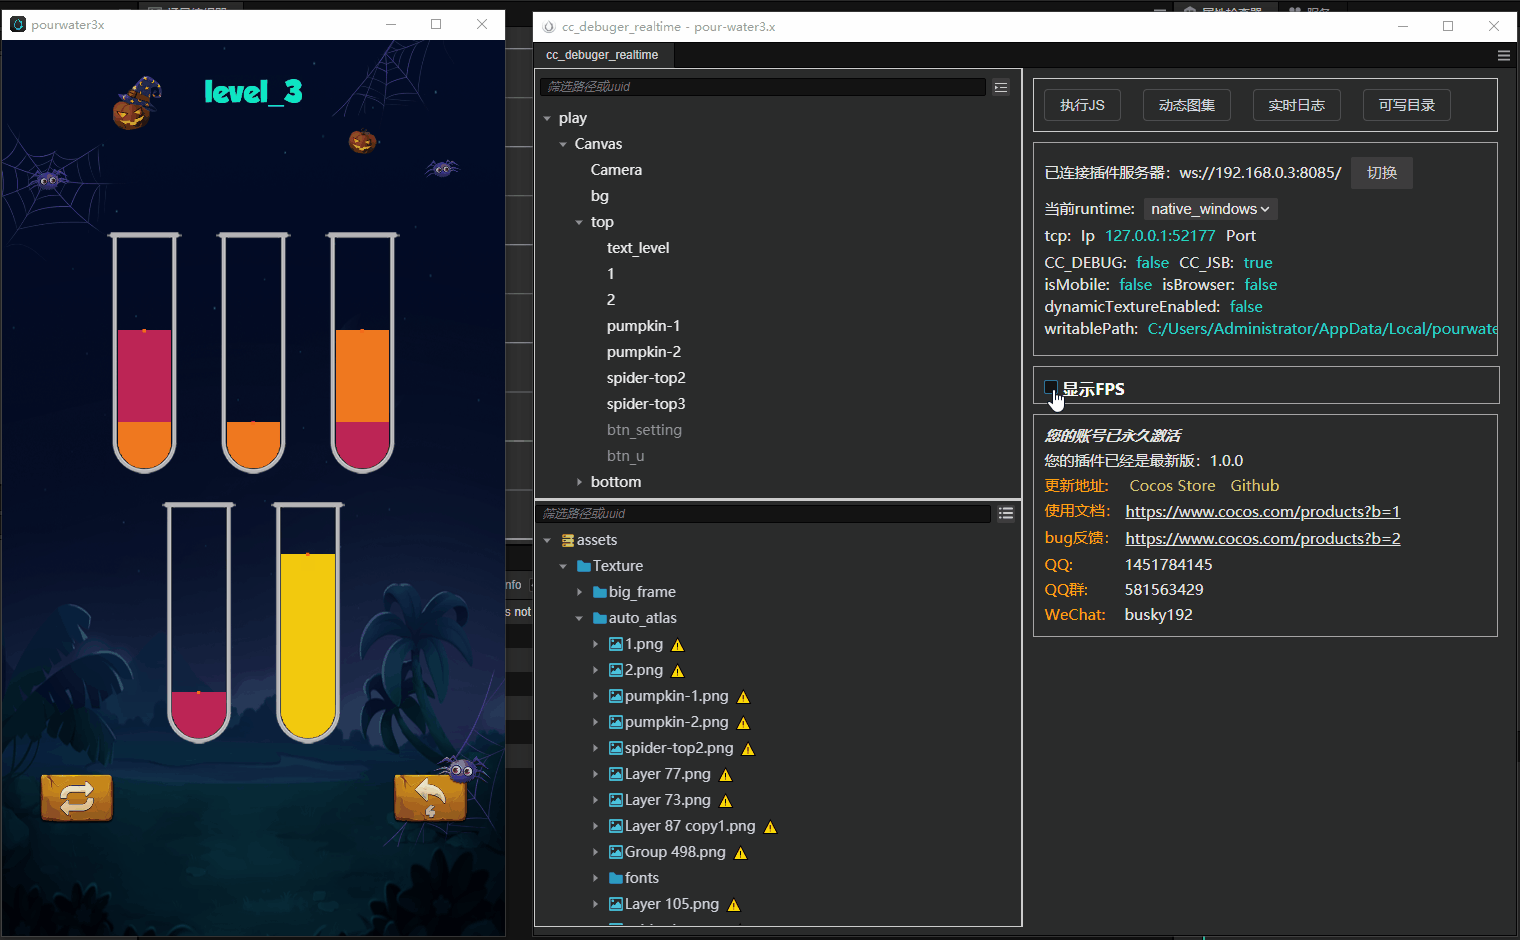 pourwater3x
level_3
4
cc_debuger_realtime - pour-water3.x
cc_debuger_realtime
筛选路径或uuid
play
Canvas
Camera
bg
top
text_level
1
2
pumpkin-1
pumpkin-2
spider-top2
spider-top3
btn_setting
btn_u
bottom
筛选路径或uuid
assets
Texture
big_frame
auto_atlas
1.png
2.png
pumpkin-1.png
pumpkin-2.png
spider-top2.png
Layer 77.png
Layer 73.png
Layer 87 copy1.png
Group 498.png
fonts
Layer 105.png
nfo
s not
执行JS 动态图集 实时日志 可写目录
已连接插件服务器：ws://192.168.0.3:8085/ 切换
当前runtime: native_windows
tcp: Ip 127.0.0.1:52177 Port
CC_DEBUG: false CC_JSB: true
isMobile: false isBrowser: false
dynamicTextureEnabled: false
writablePath: C:/Users/Administrator/AppData/Local/pourwate
显示FPS
您的账号已永久激活
您的插件已经是最新版：1.0.0
更新地址: Cocos Store Github
使用文档: https://www.cocos.com/products?b=1
bug反馈: https://www.cocos.com/products?b=2
QQ: 1451784145
QQ群: 581563429
WeChat: busky192